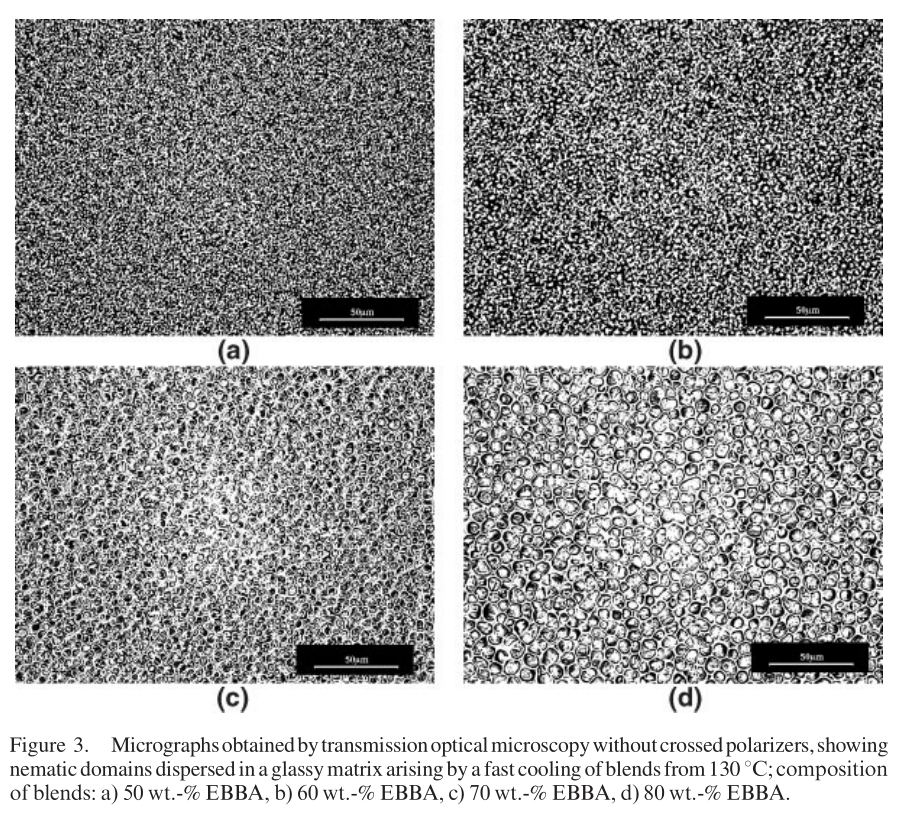 50μm
50μm
(a)
(b)
50μm
50μm
(c)
(d)
Figure 3. Micrographs obtained by transmission optical microscopy without crossed polarizers, showing
nematic domains dispersed in a glassy matrix arising by a fast cooling of blends from 130 °C; composition
of blends: a) 50 wt.-% EBBA, b) 60 wt.-% EBBA, c) 70 wt.-% EBBA, d) 80 wt.-% EBBA.